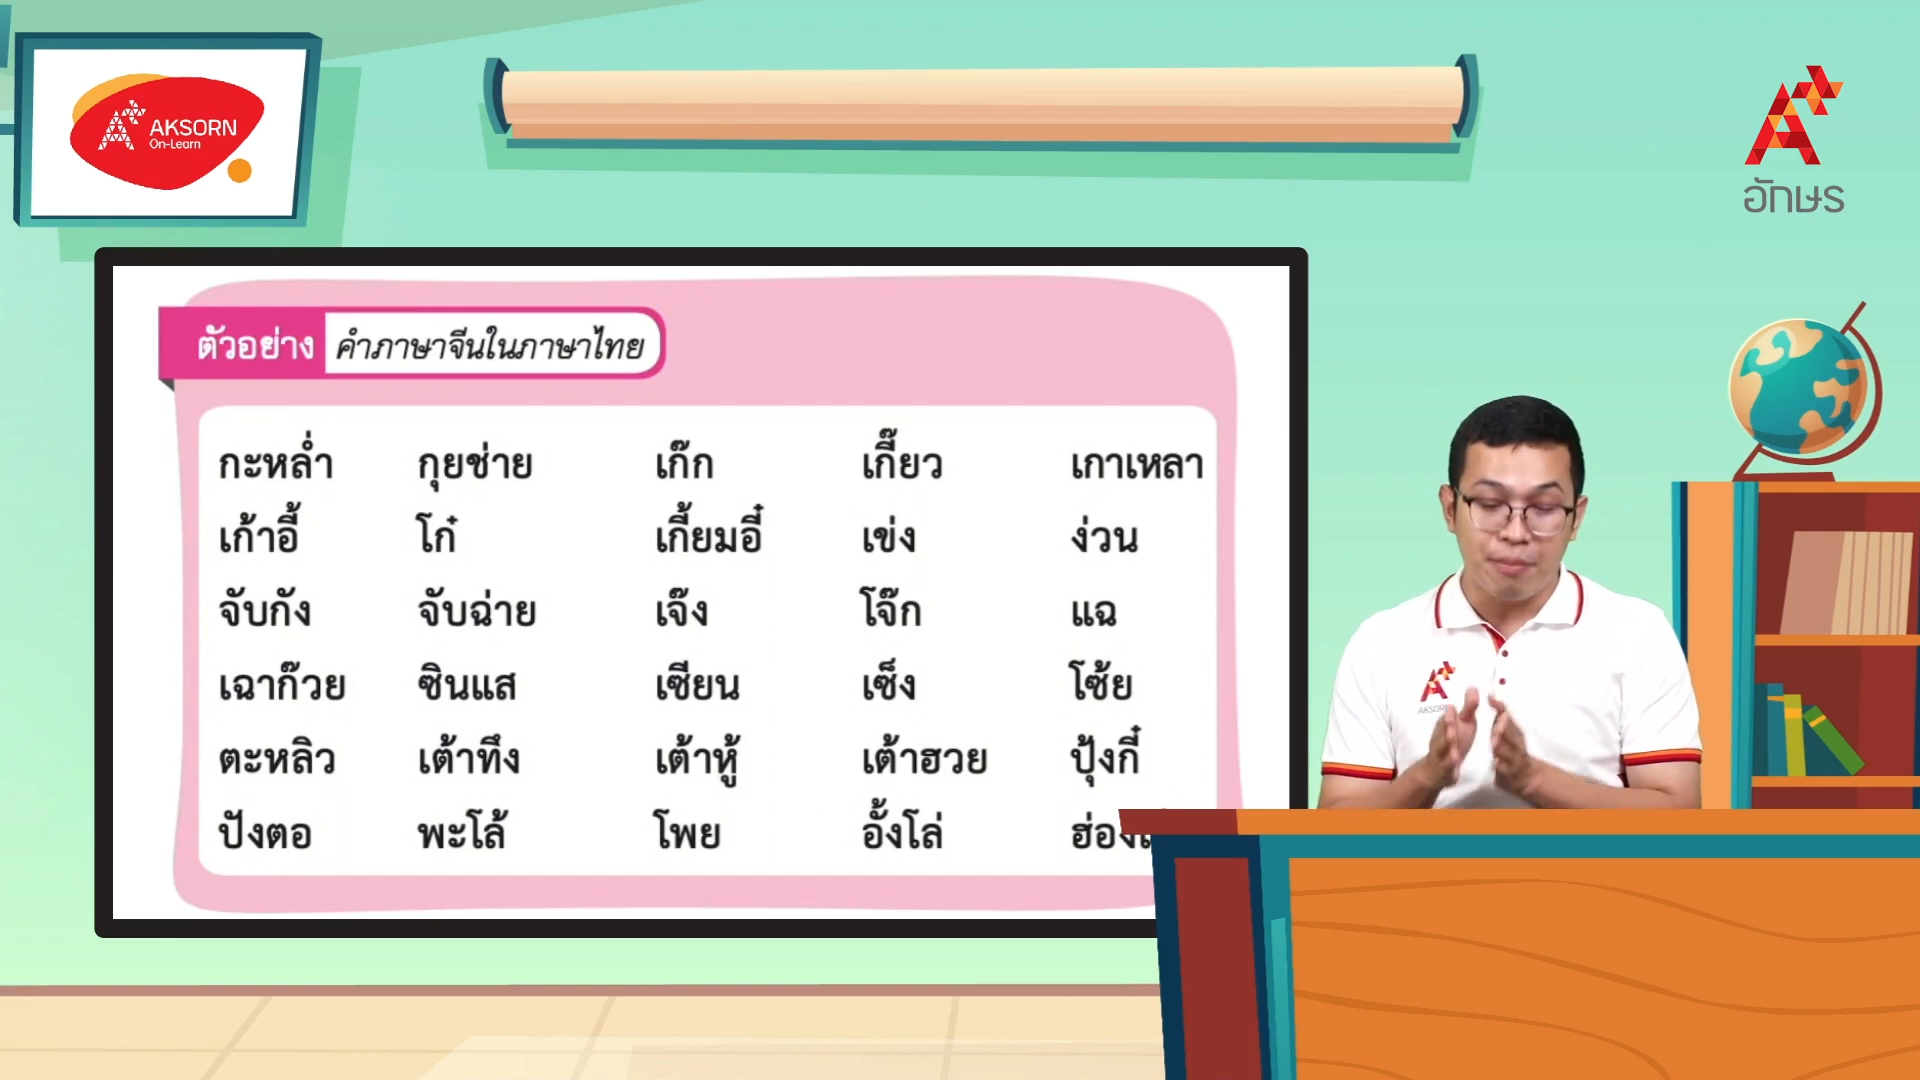 AKSORN
On-Learn
อักษร
ตัวอย่าง คำภาษาจีนในภาษาไทย
กะหล่ำ กุยช่าย เก๊ก เกี๊ยว เกาเหลา
เก้าอี้ โก๋ เกี้ยมอี๋ เข่ง ง่วน
จับกัง จับฉ่าย เจ๊ง โจ๊ก แฉ
เฉาก๊วย ซินแส เซียน เซ็ง โซ้ย
ตะหลิว เต้าทึง เต้าหู้ เต้าฮวย ปุ้งกี๋
ปังตอ พะโล้ โพย อั้งโล่
AKSORN